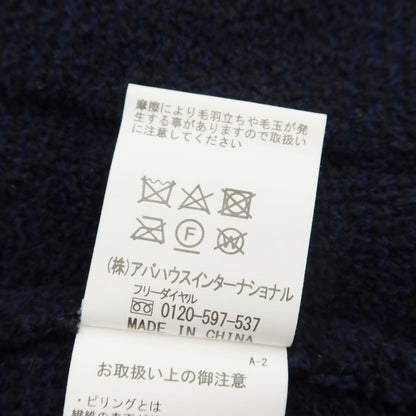 摩擦により毛羽立ちや毛玉が発
生する事がありますので取扱い
に注意してください。
F
W
(株)アバハウスインターナショナル
フリーダイヤル
0120-597-537
MADE IN CHINA
A-2
お取扱い上の御注意
・ピリングとは